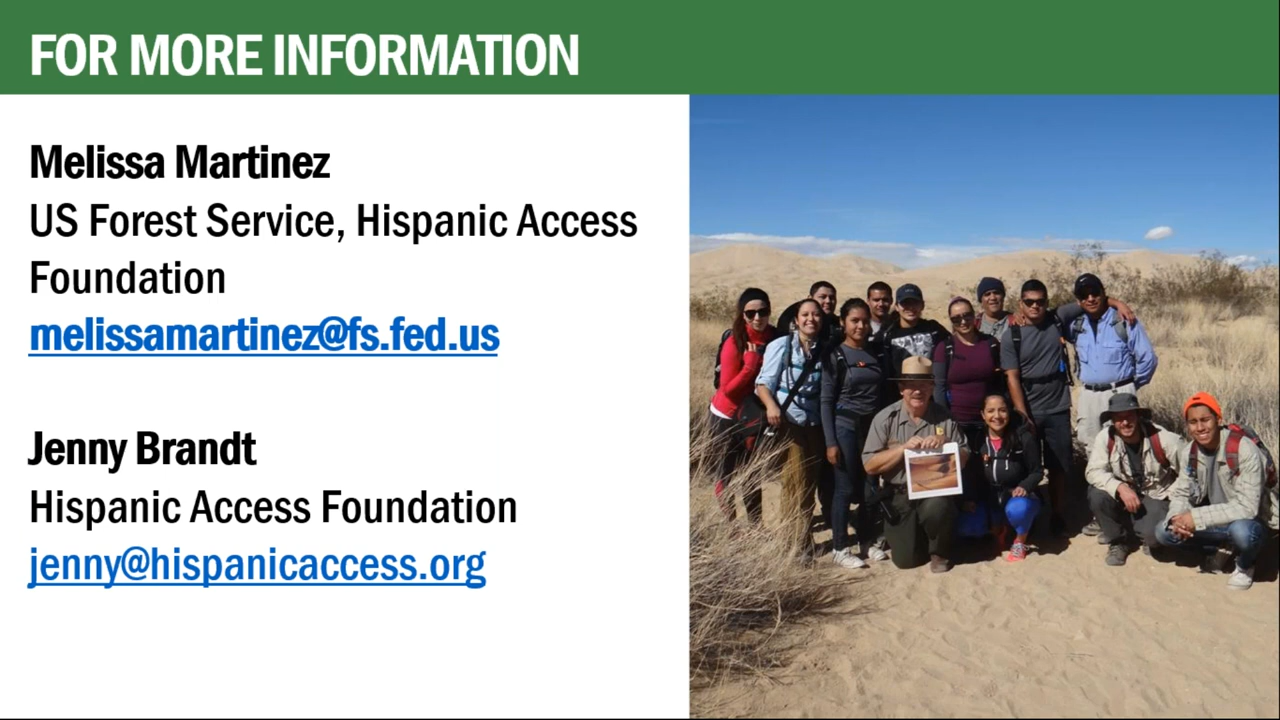 FOR MORE INFORMATION
Melissa Martinez
US Forest Service, Hispanic Access
Foundation
melissamartinez@fs.fed.us
Jenny Brandt
Hispanic Access Foundation
jenny@hispanicaccess.org